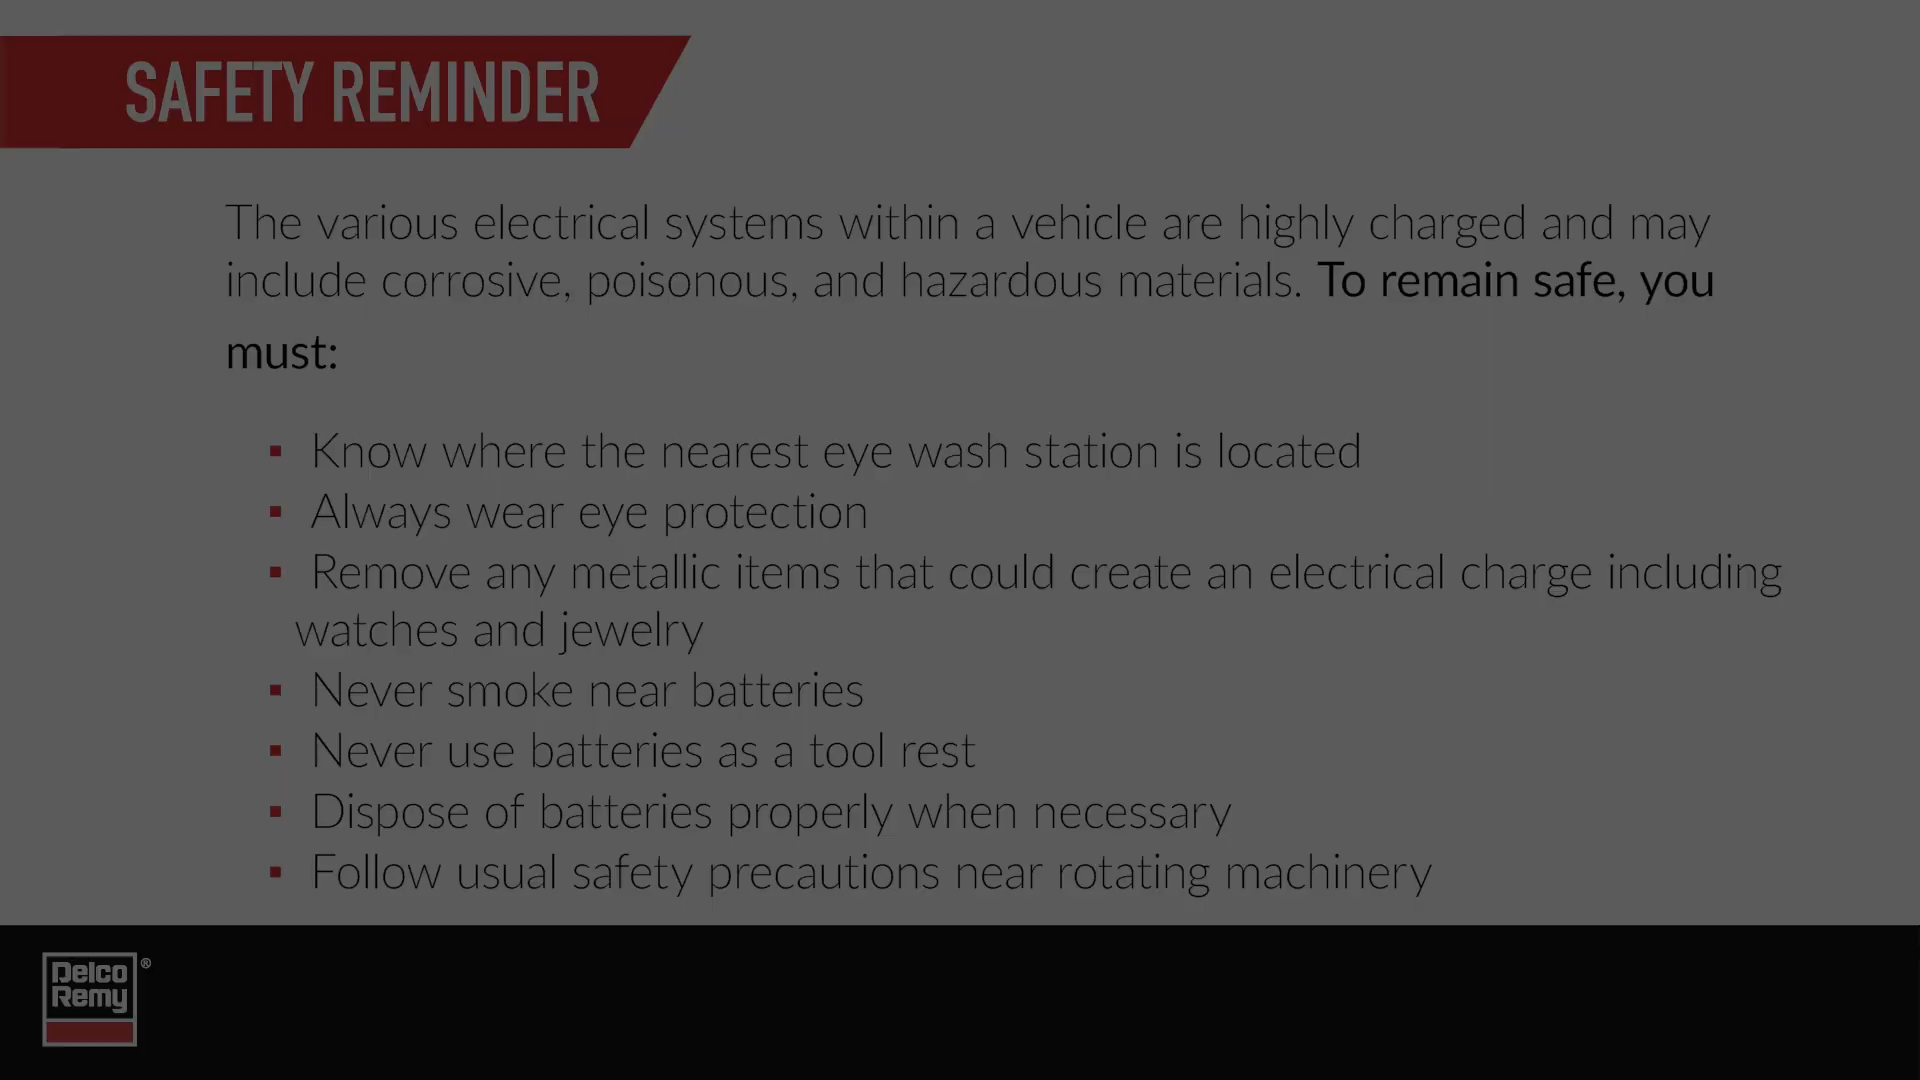 SAFETY REMINDER
The various electrical systems within a vehicle are highly charged and may
include corrosive, poisonous, and hazardous materials. To remain safe, you
must:
▪ Know where the nearest eye wash station is located
▪ Always wear eye protection
▪ Remove any metallic items that could create an electrical charge including
watches and jewelry
▪ Never smoke near batteries
▪ Never use batteries as a tool rest
▪ Dispose of batteries properly when necessary
▪ Follow usual safety precautions near rotating machinery
Delco ®
Remy